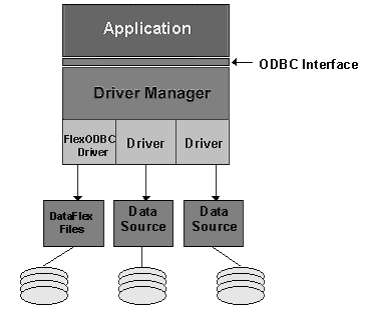 Application
ODBC Interface
Driver Manager
FlexODBC
Driver
Driver
Driver
DataFlex
Files
Data
Source
Data
Source